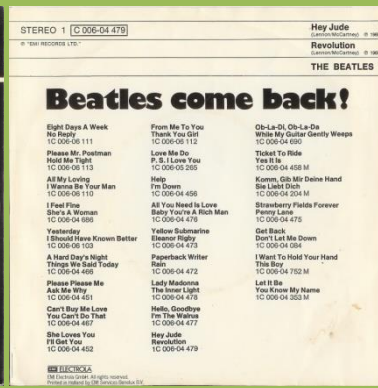 STEREO 1 1C 006-04 479
℗ "EMI RECORDS LTD."
Hey Jude
(Lennon/McCartney) ℗ 196
Revolution
(Lennon/McCartney) ℗ 196
THE BEATLES
Beatles come back!
Eight Days A Week
No Reply
1C 006-06 111
Please Mr. Postman
Hold Me Tight
1C 006-06 113
All My Loving
I Wanna Be Your Man
1C 006-06 110
I Feel Fine
She's A Woman
1C 006-04 686
Yesterday
I Should Have Known Better
1C 006-06 103
A Hard Day's Night
Things We Said Today
1C 006-04 466
Please Please Me
Ask Me Why
1C 006-04 451
Can't Buy Me Love
You Can't Do That
1C 006-04 467
She Loves You
I'll Get You
1C 006-04 452
From Me To You
Thank You Girl
1C 006-06 112
Love Me Do
P. S. I Love You
1C 006-05 265
Help
I'm Down
1C 006-04 456
All You Need Is Love
Baby You're A Rich Man
1C 006-04 476
Yellow Submarine
Eleanor Rigby
1C 006-04 473
Paperback Writer
Rain
1C 006-04 472
Lady Madonna
The Inner Light
1C 006-04 478
Hello, Goodbye
I'm The Walrus
1C 006-04 477
Hey Jude
Revolution
1C 006-04 479
Ob-La-Di, Ob-La-Da
While My Guitar Gently Weeps
1C 006-04 690
Ticket To Ride
Yes It Is
1C 006-04 458 M
Komm, Gib Mir Deine Hand
Sie Liebt Dich
1C 006-04 204 M
Strawberry Fields Forever
Penny Lane
1C 006-04 475
Get Back
Don't Let Me Down
1C 006-04 084
I Want To Hold Your Hand
This Boy
1C 006-04 752 M
Let It Be
You Know My Name
1C 006-04 353 M
EMI ELECTROLA
EMI Electrola GmbH. All rights reserved.
Printed in Holland by EMI Services Benelux B.V.